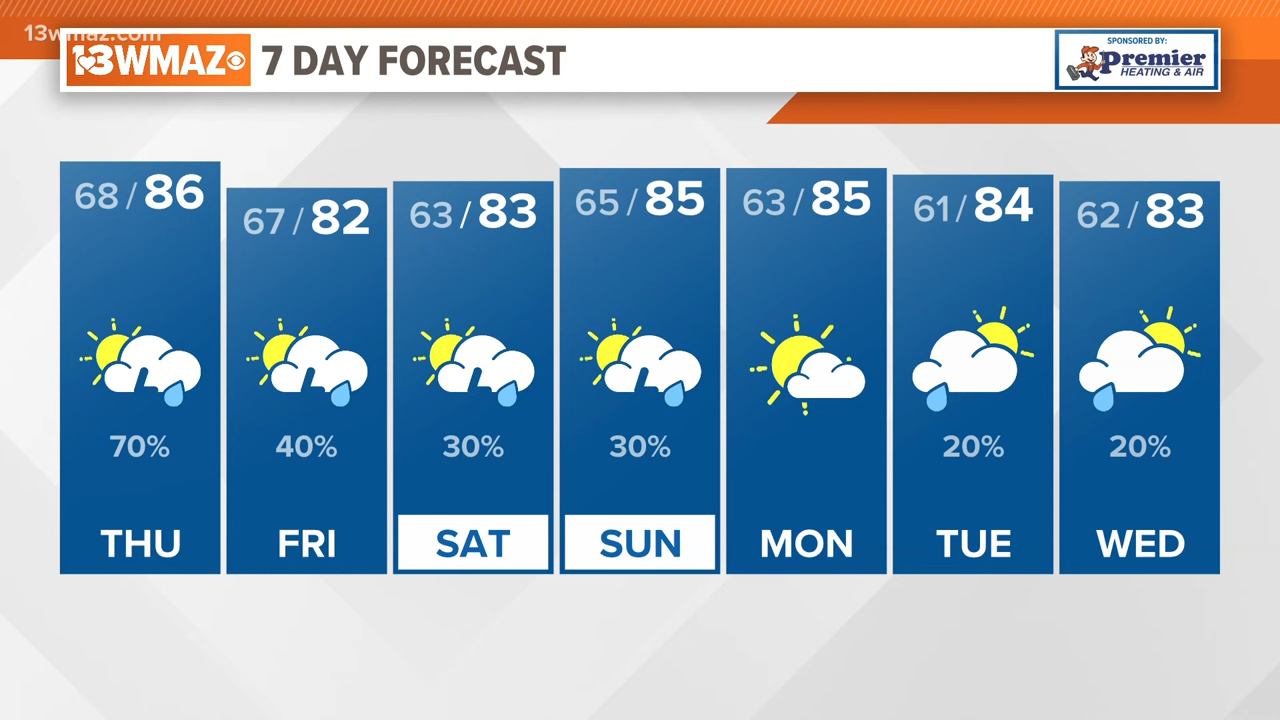 13wmaz.com
13WMAZ 7 DAY FORECAST
SPONSORED BY:
Premier
HEATING & AIR
68 / 86
67 / 82
63 / 83
65 / 85
63 / 85
61 / 84
62 / 83
70%
40%
30%
30%
20%
20%
THU
FRI
SAT
SUN
MON
TUE
WED